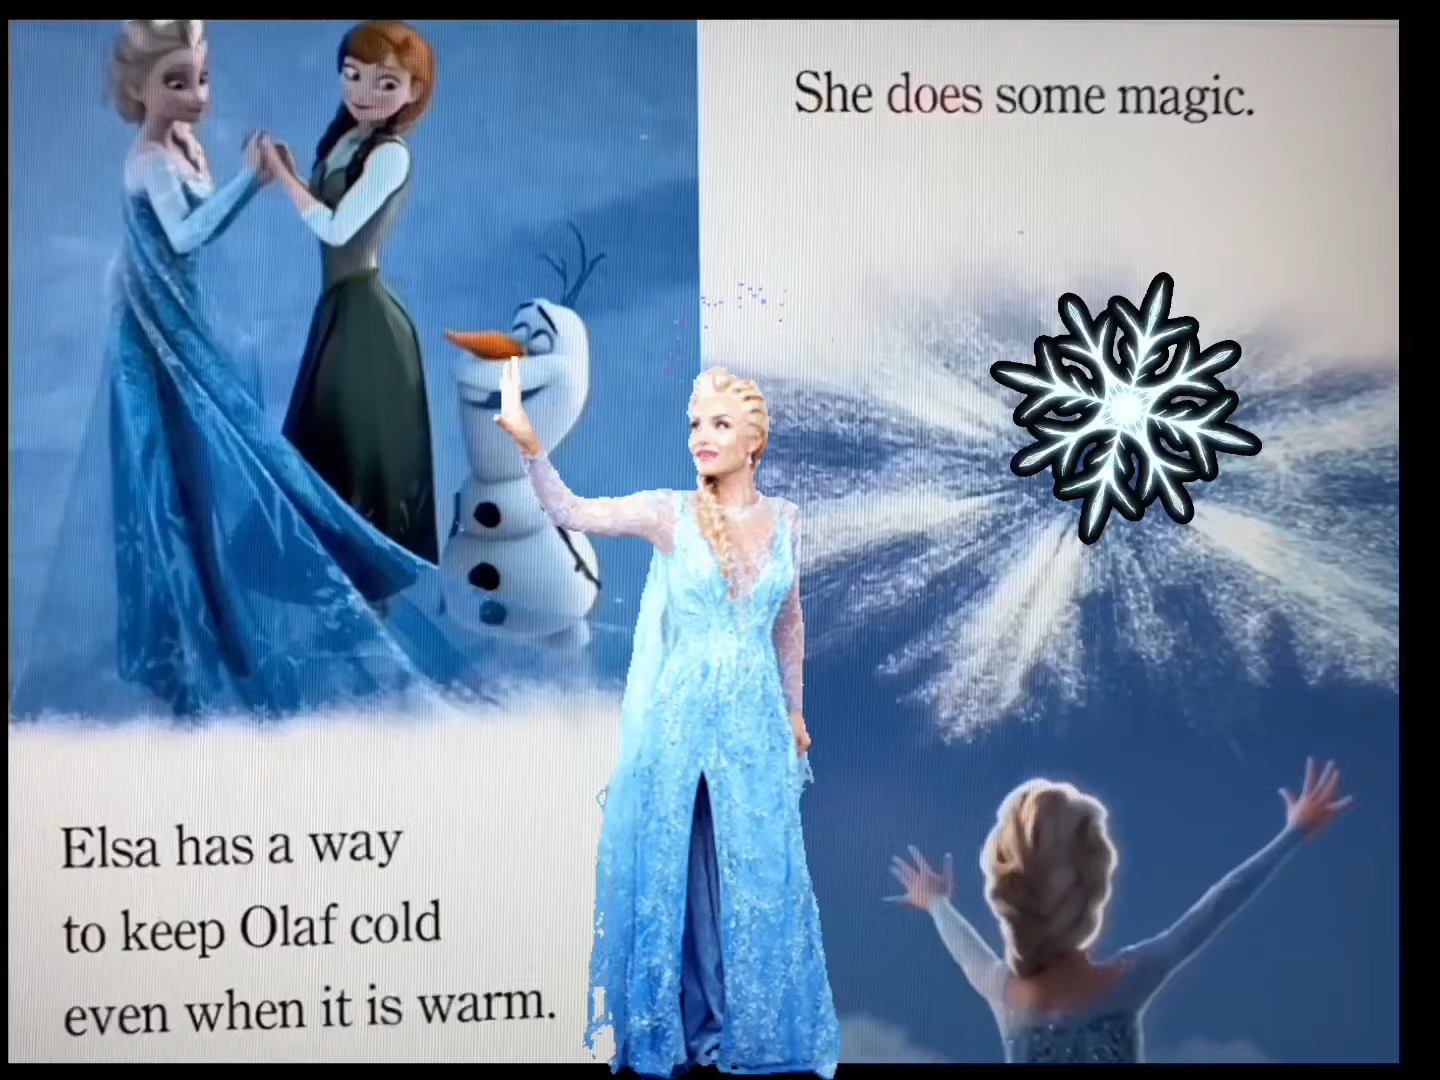 Elsa has a way
to keep Olaf cold
even when it is warm.
She does some magic.